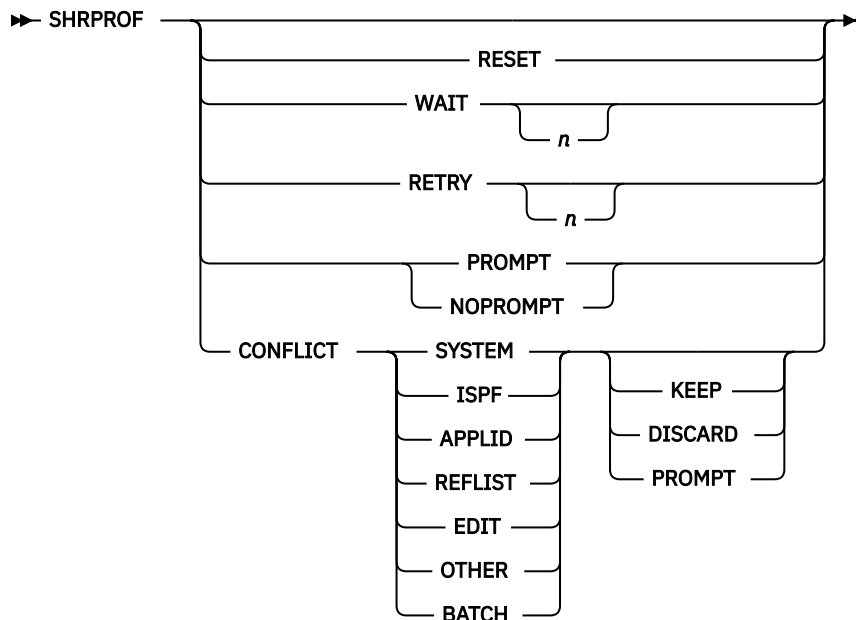 SHRPROF
RESET
WAIT
n
RETRY
n
PROMPT
NOPROMPT
CONFLICT SYSTEM
ISPF KEEP
APPLID DISCARD
REFLIST PROMPT
EDIT
OTHER
BATCH